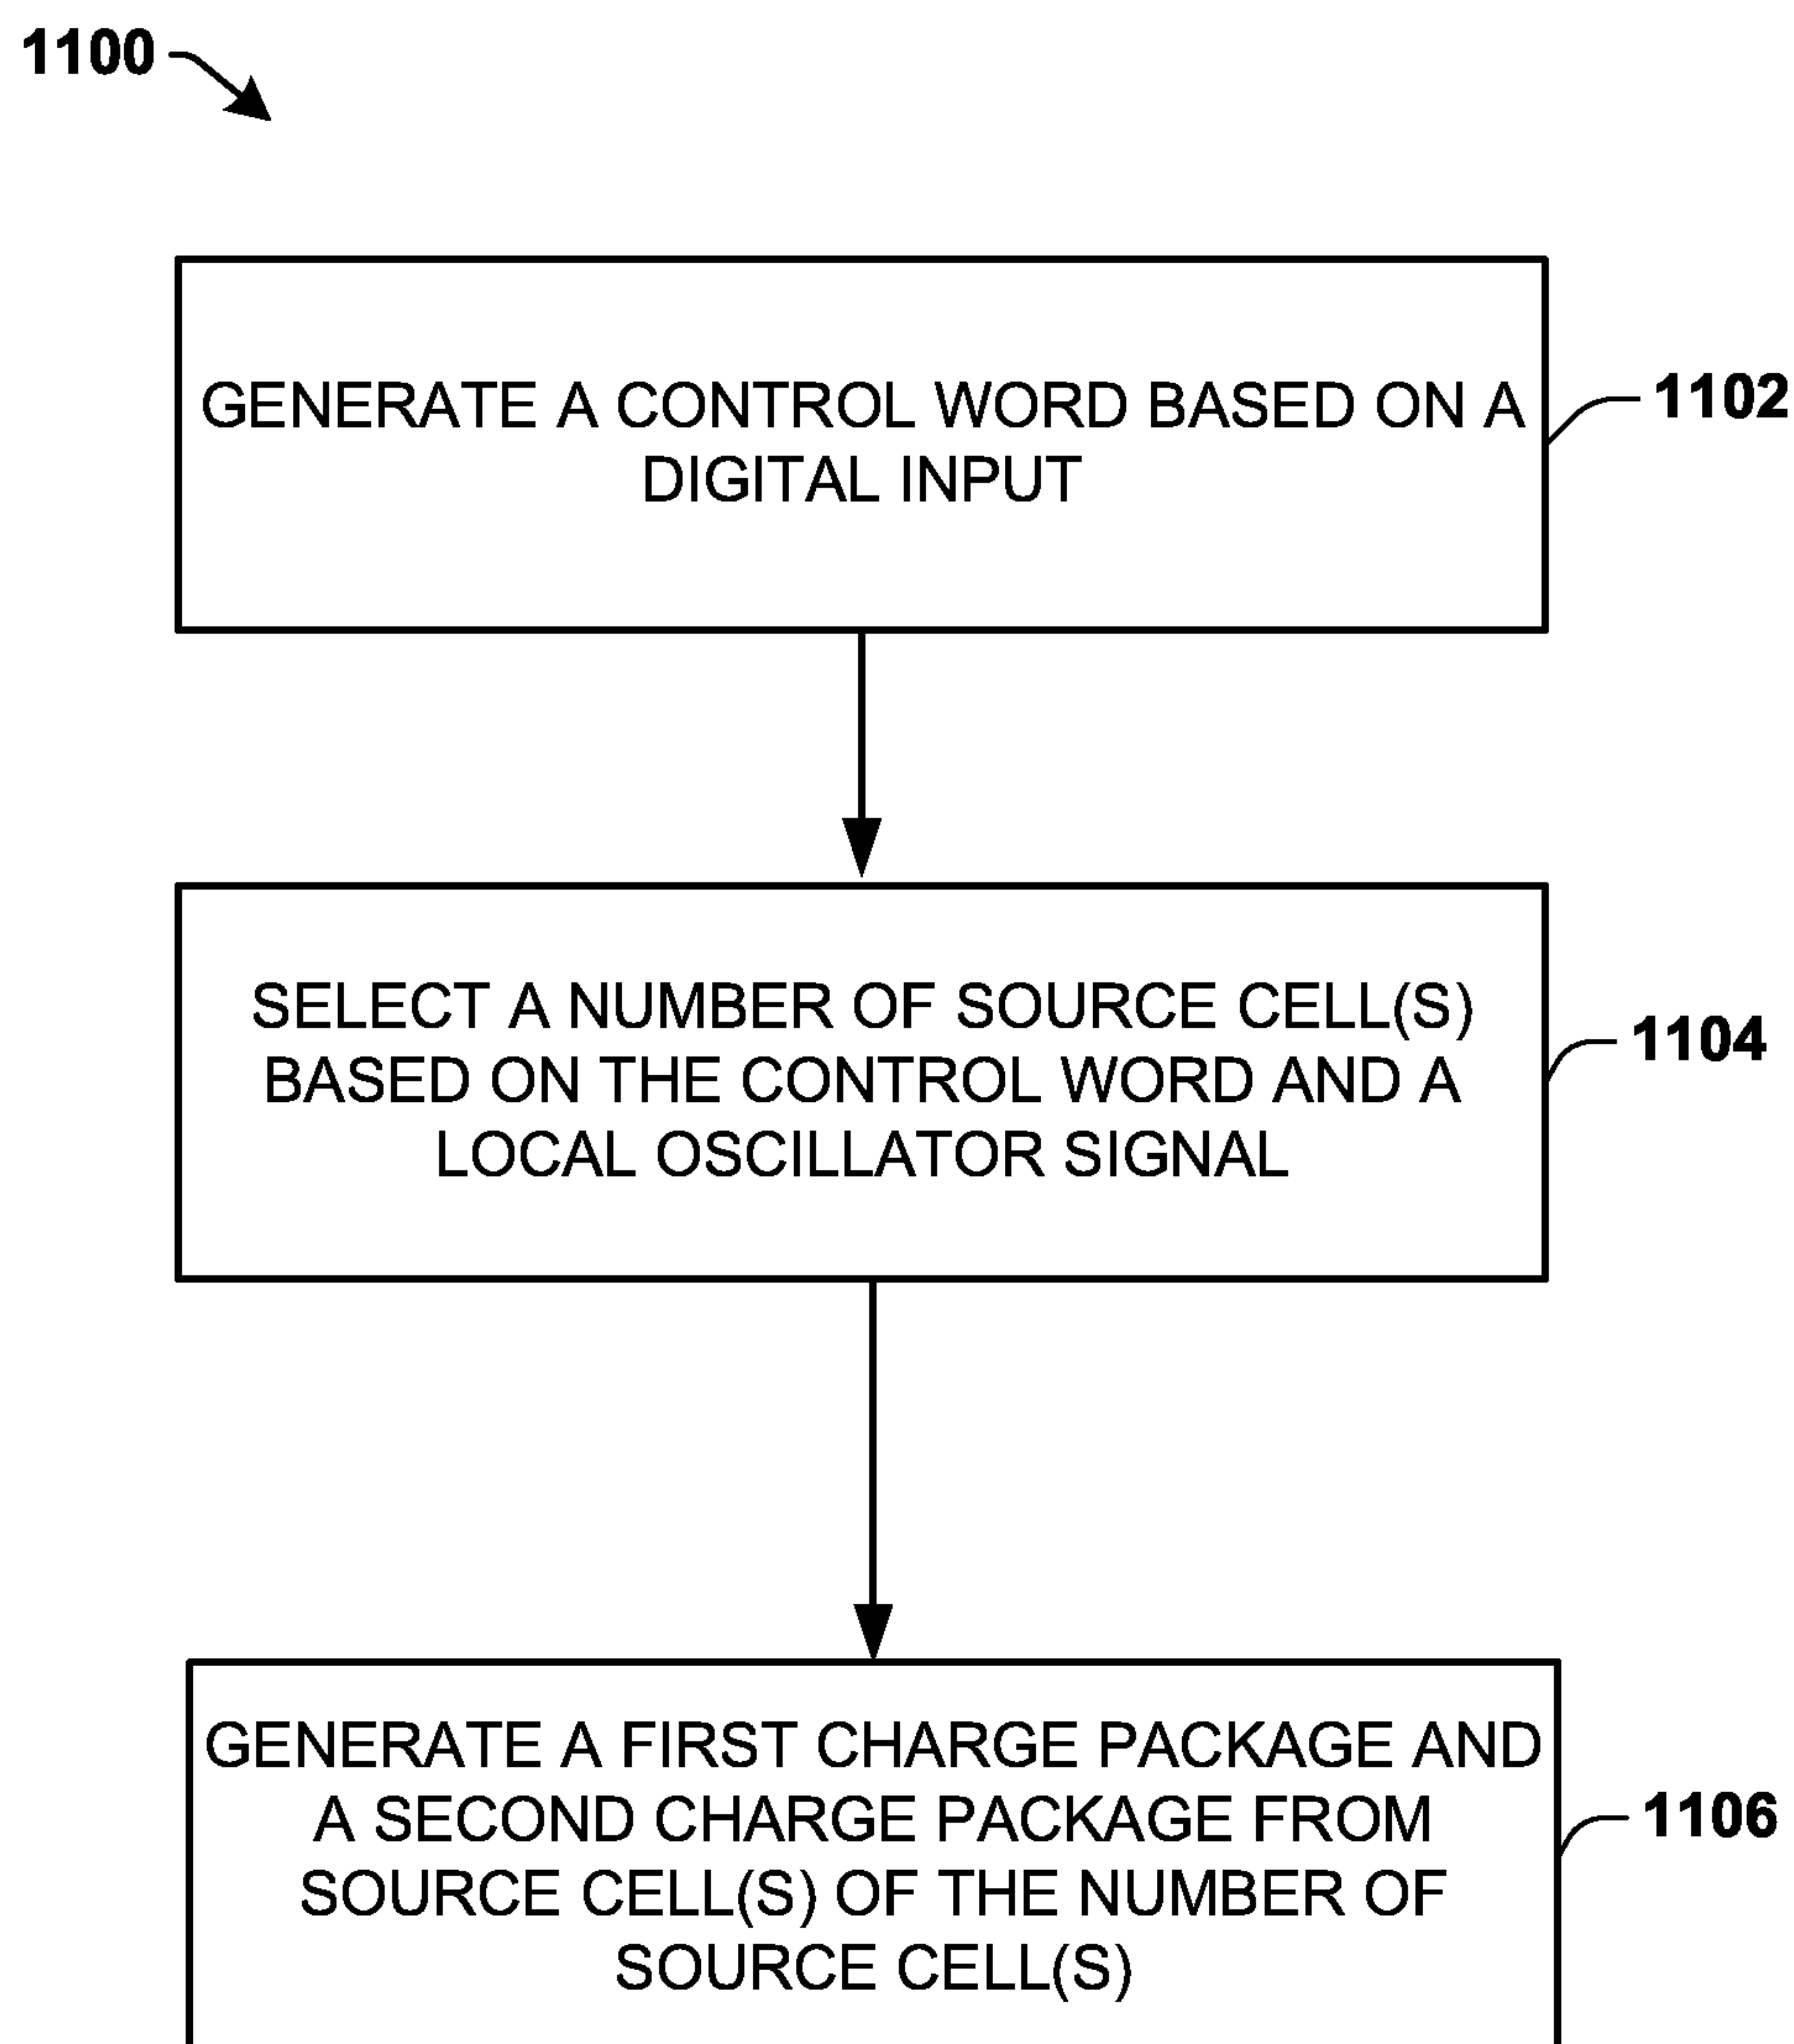 1100
GENERATE A CONTROL WORD BASED ON A
DIGITAL INPUT
1102
SELECT A NUMBER OF SOURCE CELL(S)
BASED ON THE CONTROL WORD AND A
LOCAL OSCILLATOR SIGNAL
1104
GENERATE A FIRST CHARGE PACKAGE AND
A SECOND CHARGE PACKAGE FROM
SOURCE CELL(S) OF THE NUMBER OF
SOURCE CELL(S)
1106